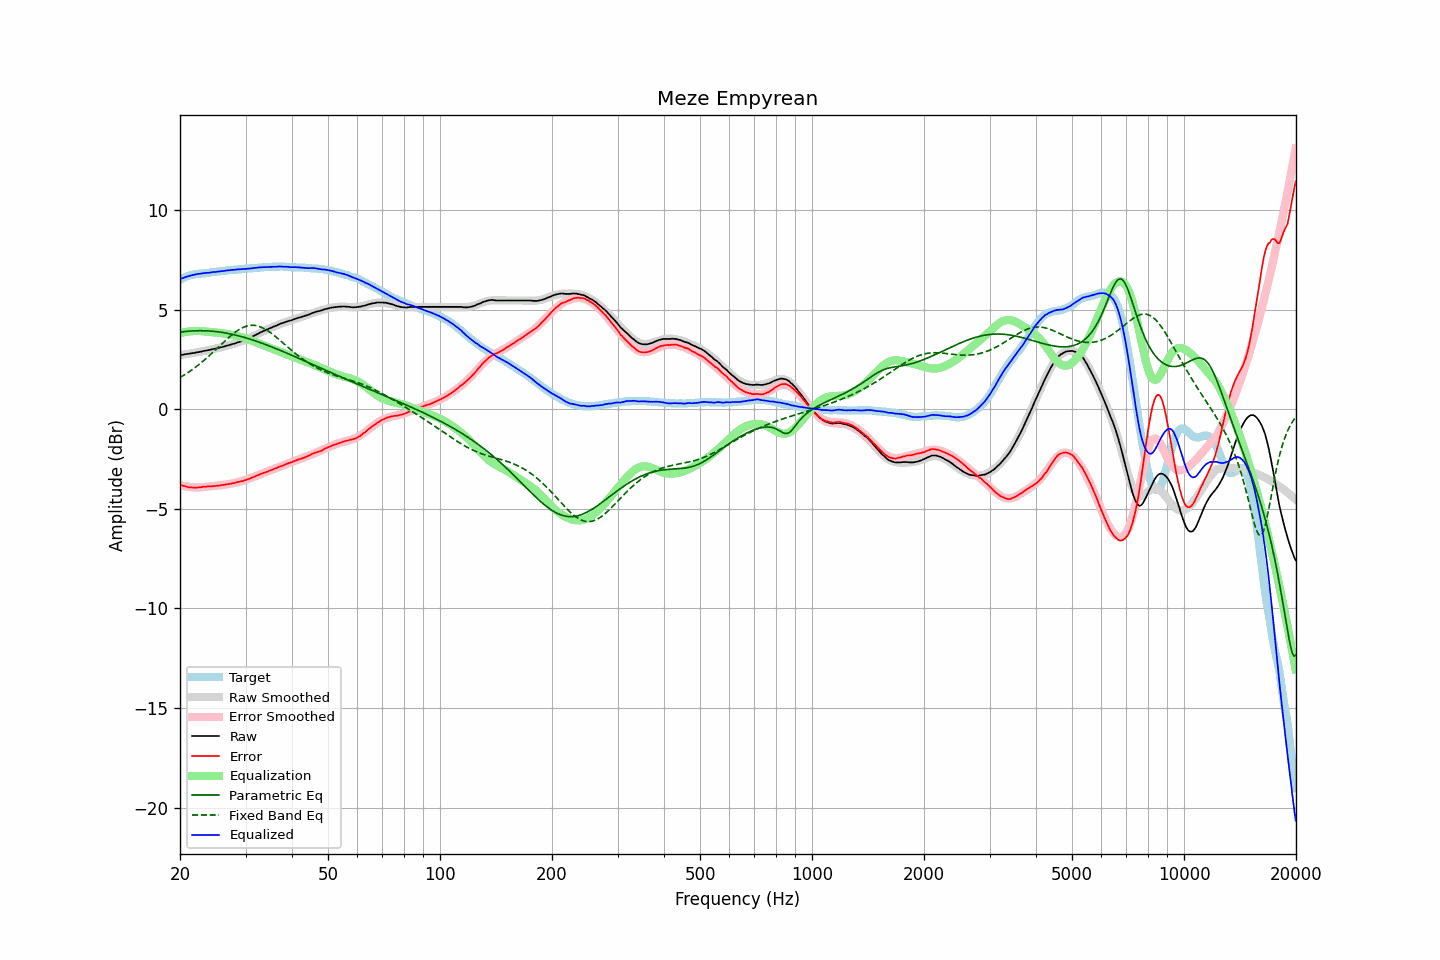 Meze Empyrean
Amplitude (dBr)
10
5
0
−5
−10
−15
−20
Target
Raw Smoothed
Error Smoothed
Raw
Error
Equalization
Parametric Eq
Fixed Band Eq
Equalized
20 50 100 200 500 1000 2000 5000 10000 20000
Frequency (Hz)